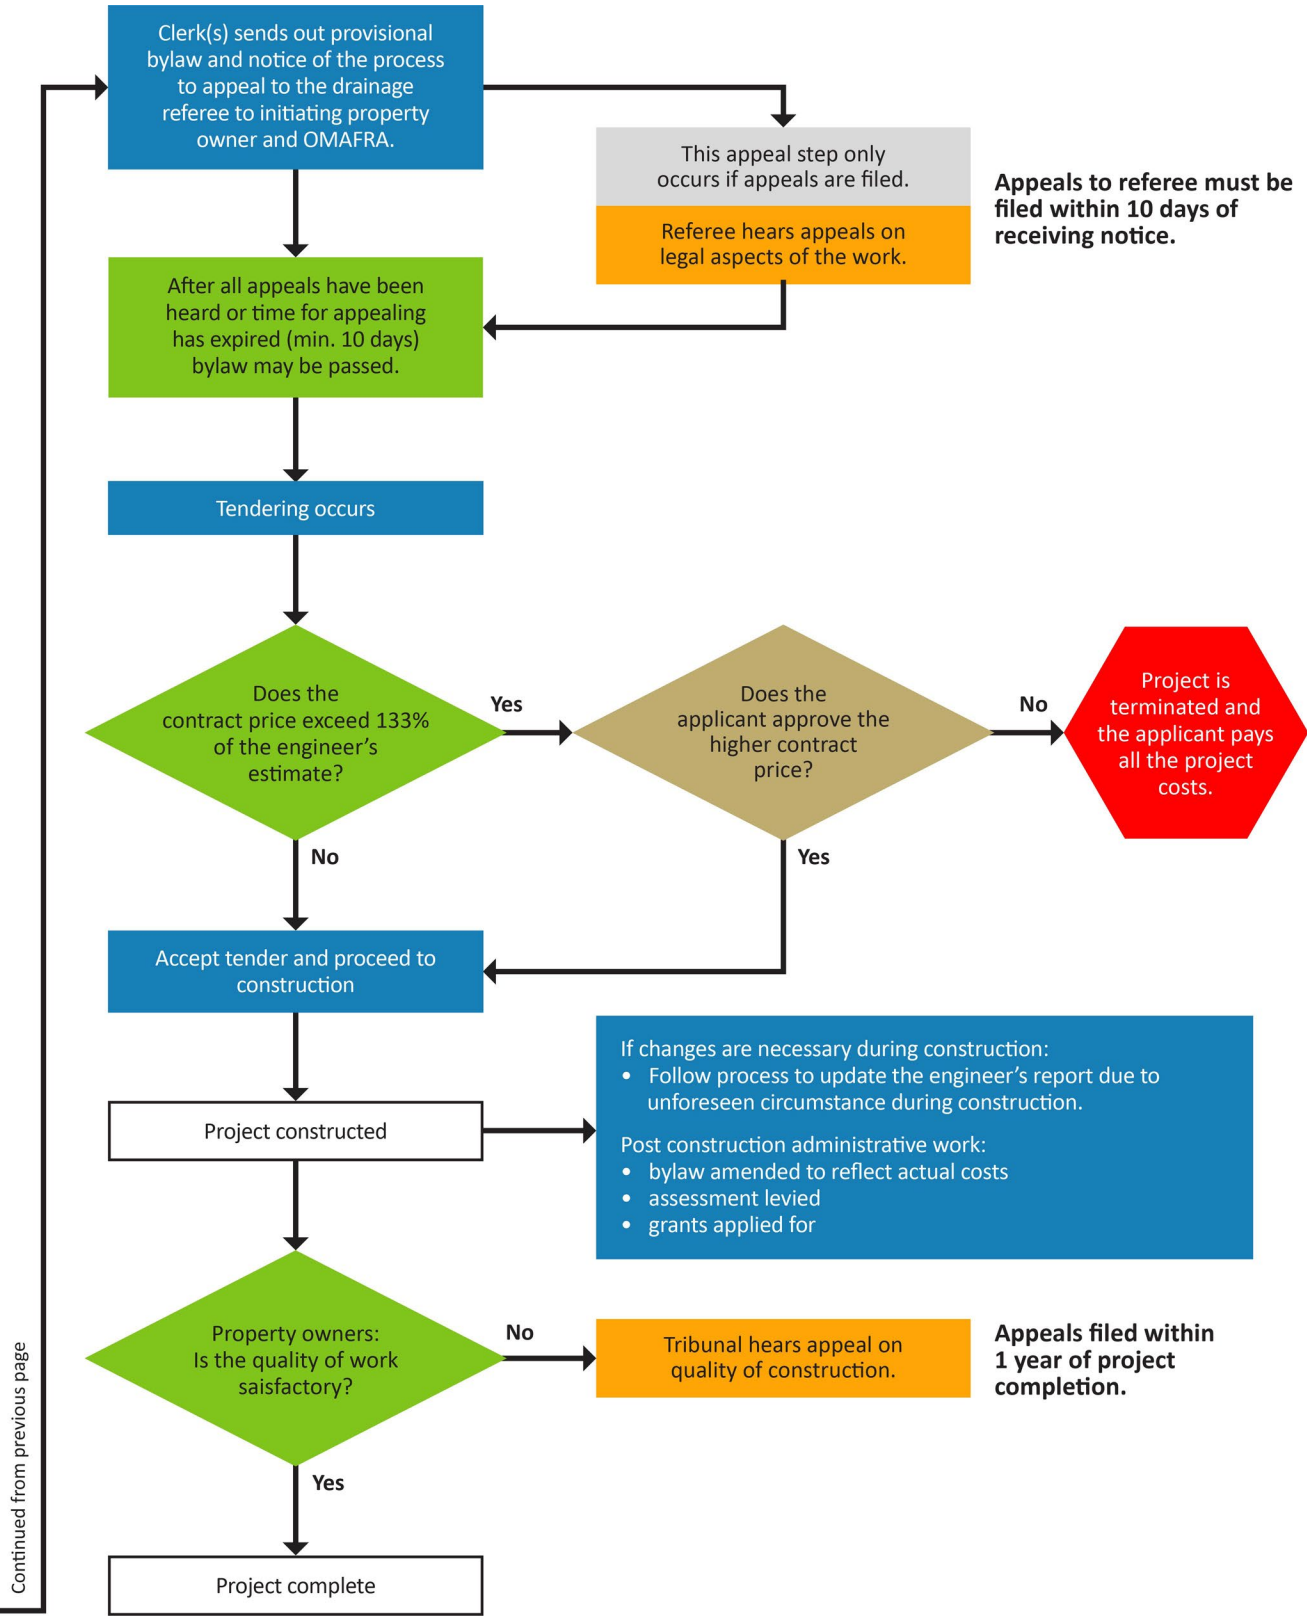 Clerk(s) sends out provisional
bylaw and notice of the process
to appeal to the drainage
referee to initiating property
owner and OMAFRA.
This appeal step only
occurs if appeals are filed.
Referee hears appeals on
legal aspects of the work.
Appeals to referee must be
filed within 10 days of
receiving notice.
After all appeals have been
heard or time for appealing
has expired (min. 10 days)
bylaw may be passed.
Tendering occurs
Does the
contract price exceed 133%
of the engineer’s
estimate?
Yes
Does the
applicant approve the
higher contract
price?
No
Project is
terminated and
the applicant pays
all the project
costs.
No
Yes
Accept tender and proceed to
construction
Project constructed
If changes are necessary during construction:
• Follow process to update the engineer’s report due to
unforeseen circumstance during construction.
Post construction administrative work:
• bylaw amended to reflect actual costs
• assessment levied
• grants applied for
Property owners:
Is the quality of work
saisfactory?
No
Tribunal hears appeal on
quality of construction.
Appeals filed within
1 year of project
completion.
Yes
Project complete
Continued from previous page